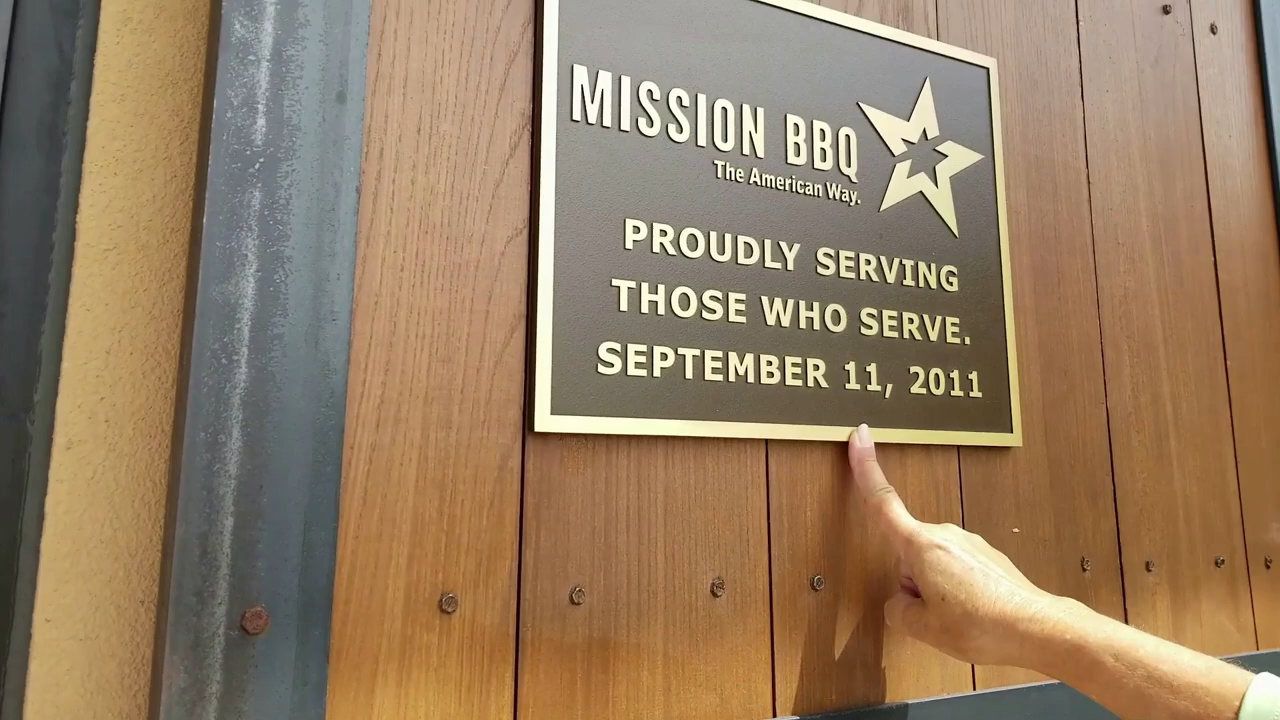 MISSION BBQ
The American Way.
PROUDLY SERVING
THOSE WHO SERVE.
SEPTEMBER 11, 2011